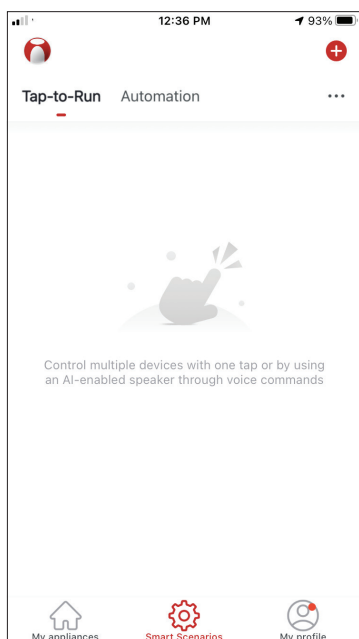 12:36 PM
93%
Tap-to-Run
Automation
Control multiple devices with one tap or by using
an AI-enabled speaker through voice commands
My appliances
Smart Scenarios
My profile